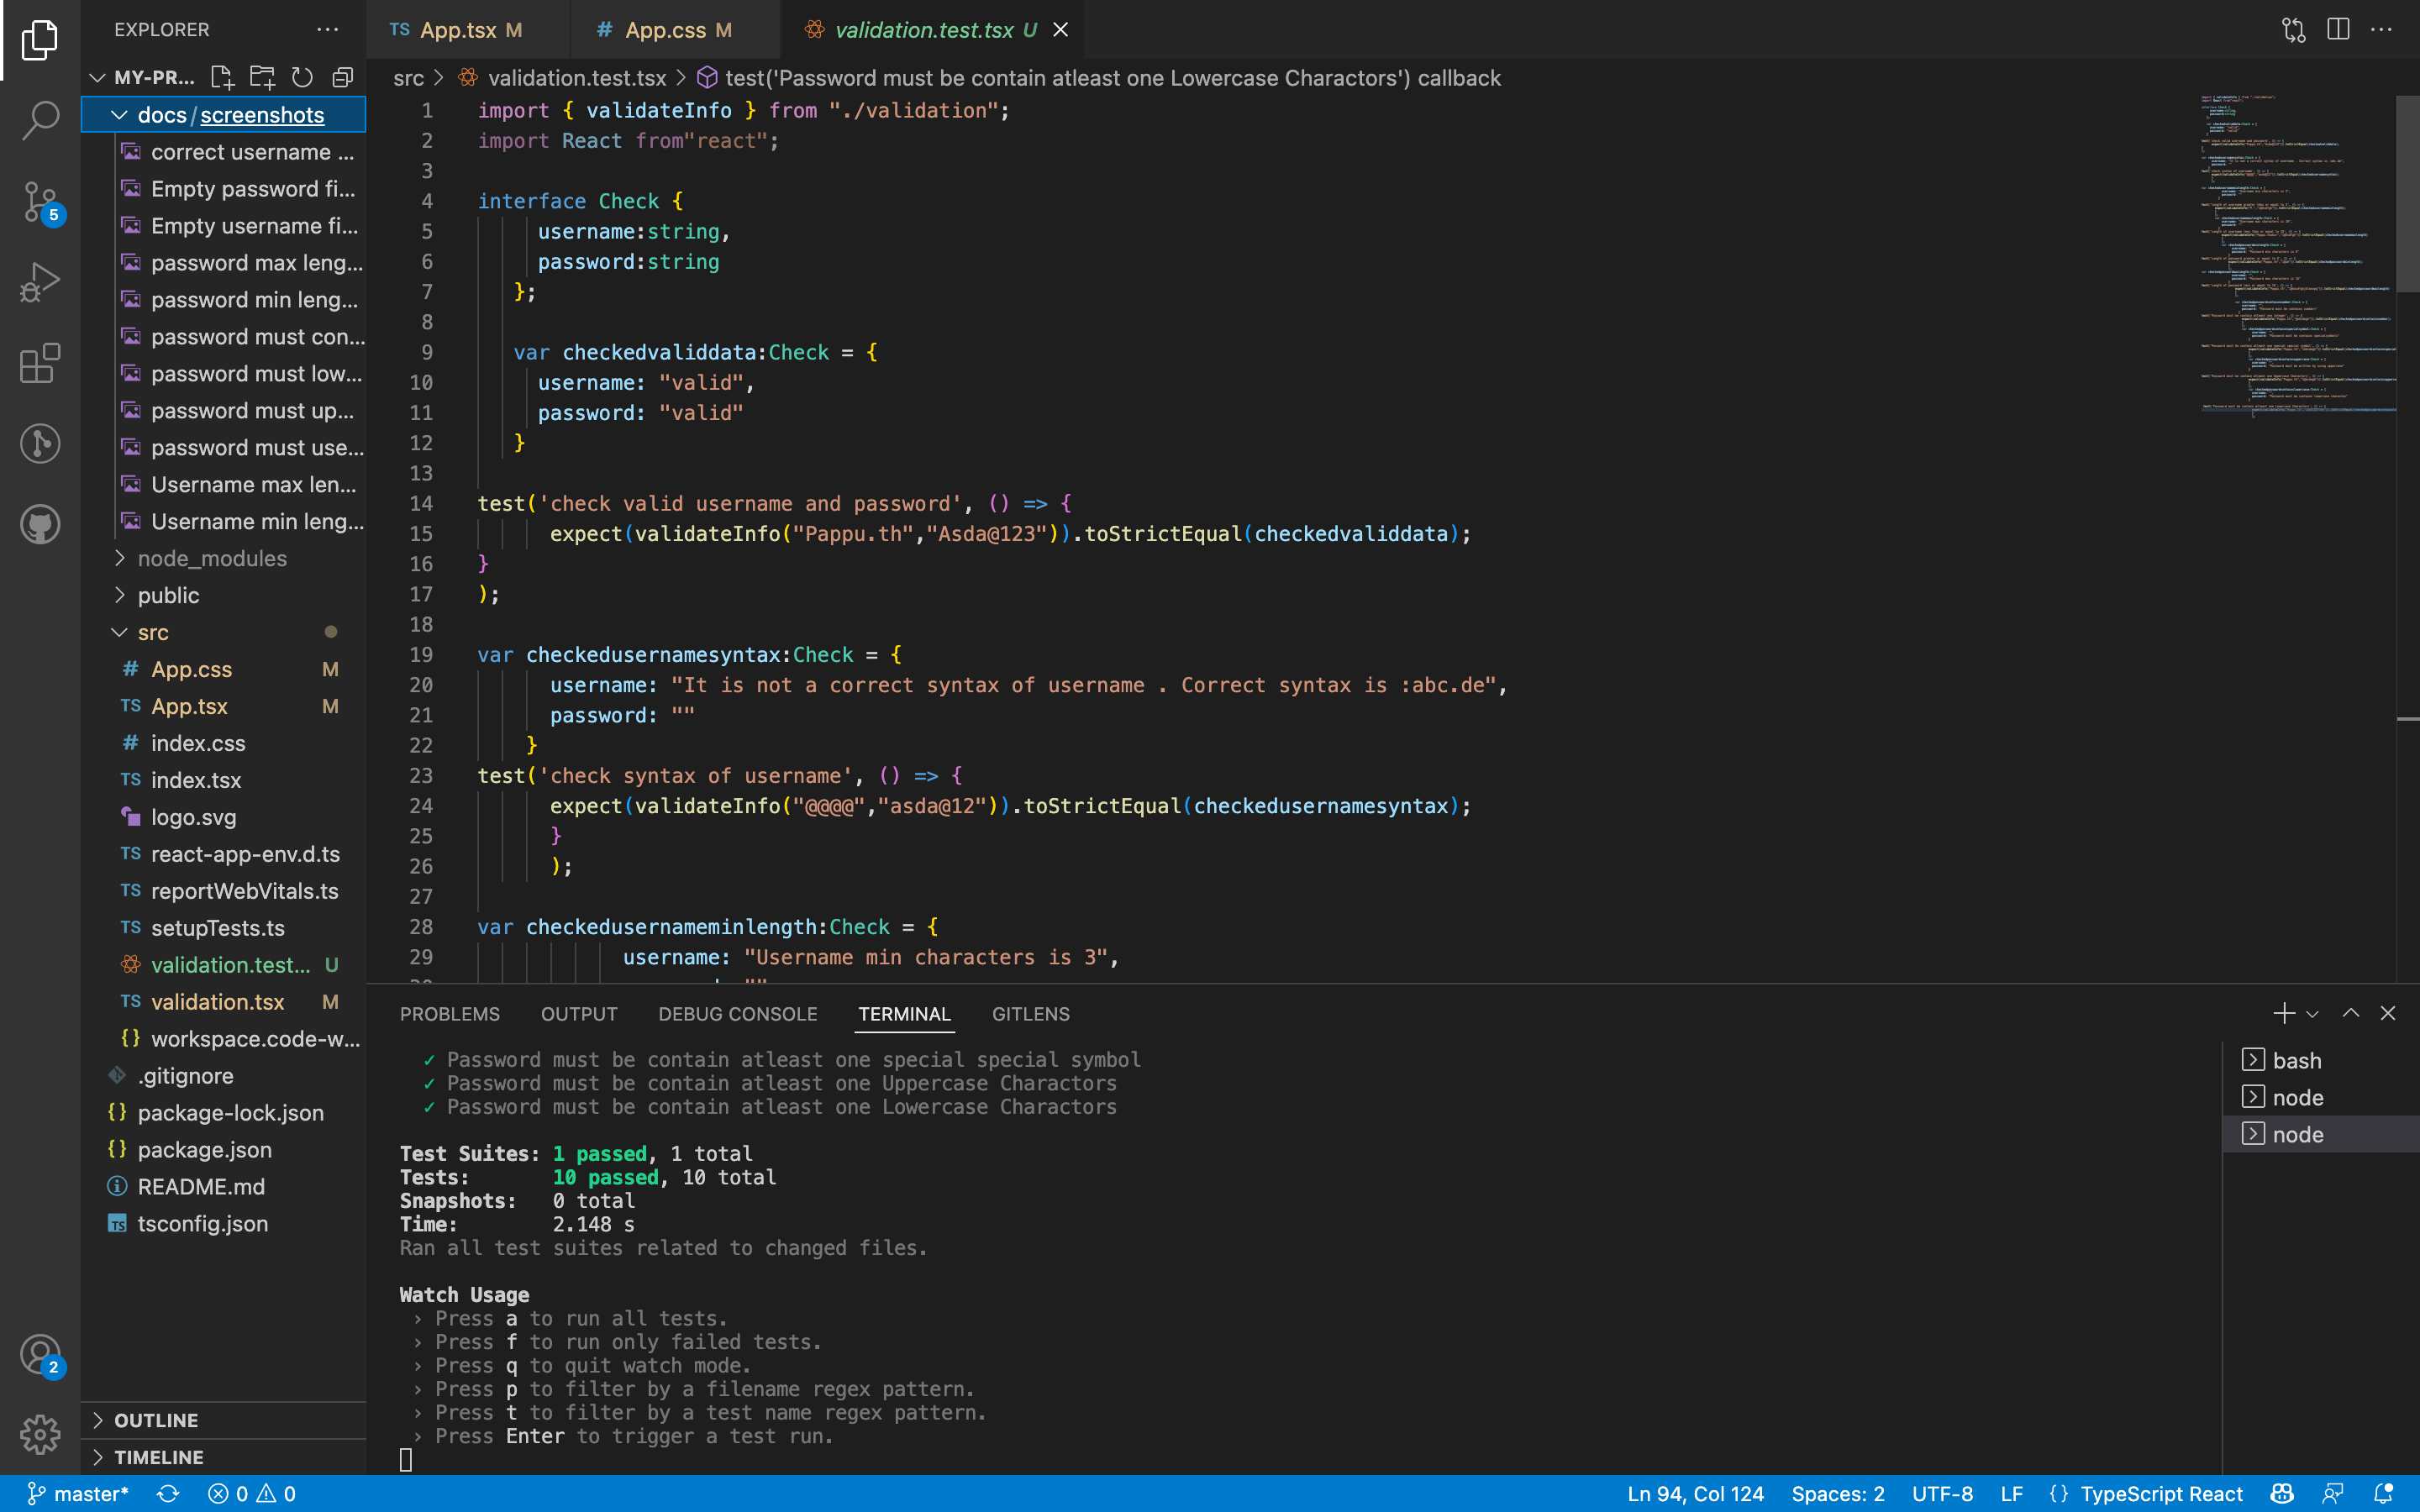 EXPLORER
MY-PR...
docs/screenshots
correct username ...
Empty password fi...
Empty username fi...
password max leng...
password min leng...
password must con...
password must low...
password must up...
password must use...
Username max len...
Username min leng...
node_modules
public
src
# App.css M
TS App.tsx M
# index.css
TS index.tsx
logo.svg
TS react-app-env.d.ts
TS reportWebVitals.ts
TS setupTests.ts
validation.test... U
TS validation.tsx M
{} workspace.code-w...
.gitignore
{} package-lock.json
{} package.json
README.md
TS tsconfig.json
OUTLINE
TIMELINE
5
2
TS App.tsx M
# App.css M
validation.test.tsx U
src > validation.test.tsx > test('Password must be contain atleast one Lowercase Charactors') callback
1 import { validateInfo } from "./validation";
2 import React from"react";
3
4 interface Check {
5 username:string,
6 password:string
7 };
8
9 var checkedvaliddata:Check = {
10 username: "valid",
11 password: "valid"
12 }
13
14 test('check valid username and password', () => {
15 expect(validateInfo("Pappu.th","Asda@123")).toStrictEqual(checkedvaliddata);
16 }
17 );
18
19 var checkedusernamesyntax:Check = {
20 username: "It is not a correct syntax of username . Correct syntax is :abc.de",
21 password: ""
22 }
23 test('check syntax of username', () => {
24 expect(validateInfo("@@@@","asda@12")).toStrictEqual(checkedusernamesyntax);
25 }
26 );
27
28 var checkedusernameminlength:Check = {
29 username: "Username min characters is 3",
PROBLEMS OUTPUT DEBUG CONSOLE TERMINAL GITLENS
✓ Password must be contain atleast one special special symbol
✓ Password must be contain atleast one Uppercase Charactors
✓ Password must be contain atleast one Lowercase Charactors
Test Suites: 1 passed, 1 total
Tests: 10 passed, 10 total
Snapshots: 0 total
Time: 2.148 s
Ran all test suites related to changed files.
Watch Usage
› Press a to run all tests.
› Press f to run only failed tests.
› Press q to quit watch mode.
› Press p to filter by a filename regex pattern.
› Press t to filter by a test name regex pattern.
› Press Enter to trigger a test run.
bash
node
node
master* 0 0 Ln 94, Col 124 Spaces: 2 UTF-8 LF {} TypeScript React